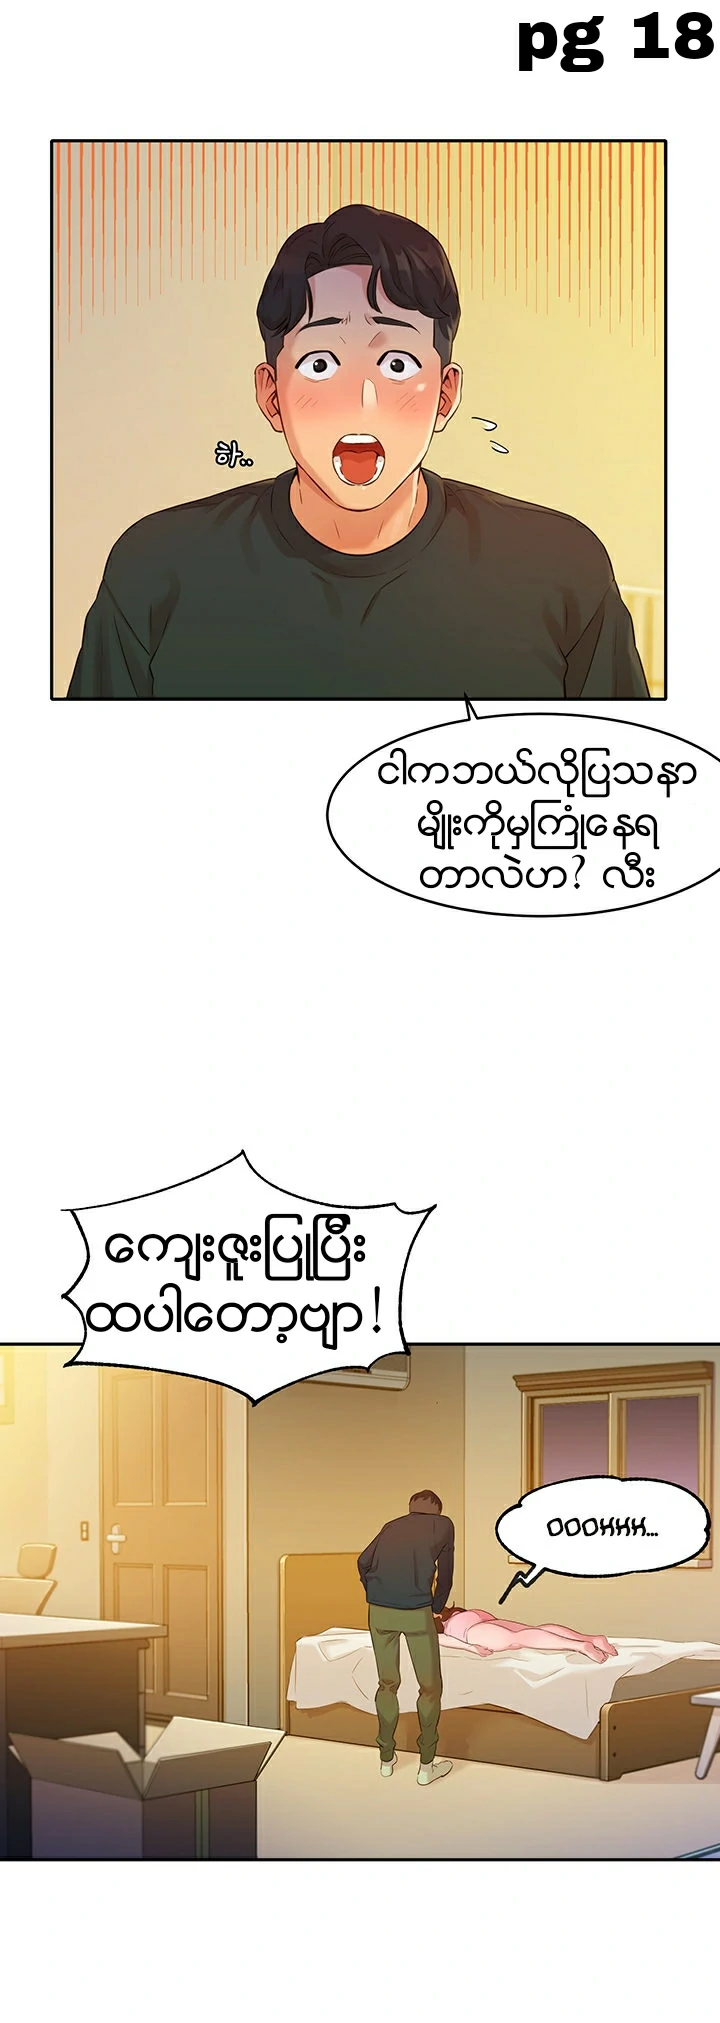 pg 18
하..
ငါကဘယ်လိုပြသနာ
မျိုးကိုမှကြုံနေရ
တာလဲဟ? လီး
ကျေးဇူးပြုပြီး
ထပါတော့ဗျာ!
OOOHHH...